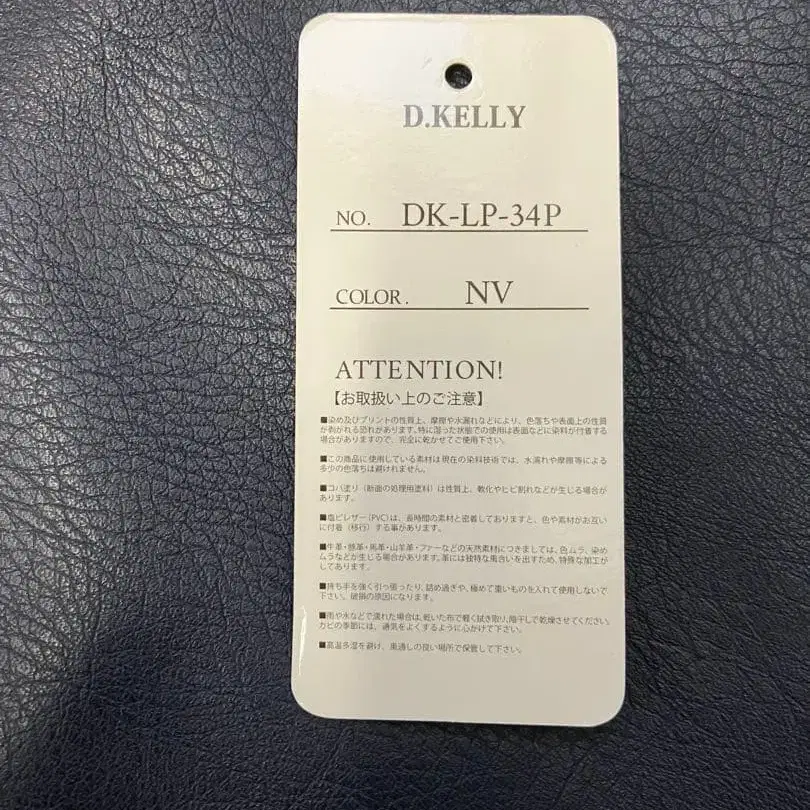 D.KELLY
NO. DK-LP-34P
COLOR. NV
ATTENTION!
【お取扱い上のご注意】
■染め及びプリントの性質上、摩擦や水濡れなどにより、色落ちや表面上の性質
が剥がれる恐れがあります。特に湿った状態での使用は表面などに染料が付着する
場合がありますので、完全に乾かせてご使用下さい。
■この商品に使用している素材は現在の染料技術では、水濡れや摩擦等による
多少の色落ちは避けれません。
■コバ塗り（断面の処理用塗料）は性質上、軟化やヒビ割れなどが生じる場合が
あります。
■塩ビレザー(PVC)は、長時間の素材と密着しておりますと、色や素材がお互い
に付着（移行）する事があります。
■牛革・豚革・馬革・山羊革・ファーなどの天然素材につきましては、色ムラ、染め
ムラなどが生じる場合があります。革には独特な風合いを出すため、特殊な加工が
してあります。
■持ち手を強く引っ張ったり、詰め過ぎや、極めて重いものを入れて使用しないで
下さい。破損の原因になります。
■雨や水などで濡れた場合は、乾いた布で軽く拭き取り、陰干しで乾燥させてください。
カビの季節には、通気をよくするように心がけて下さい。
■高温多湿を避け、風通しの良い場所で保管して下さい。